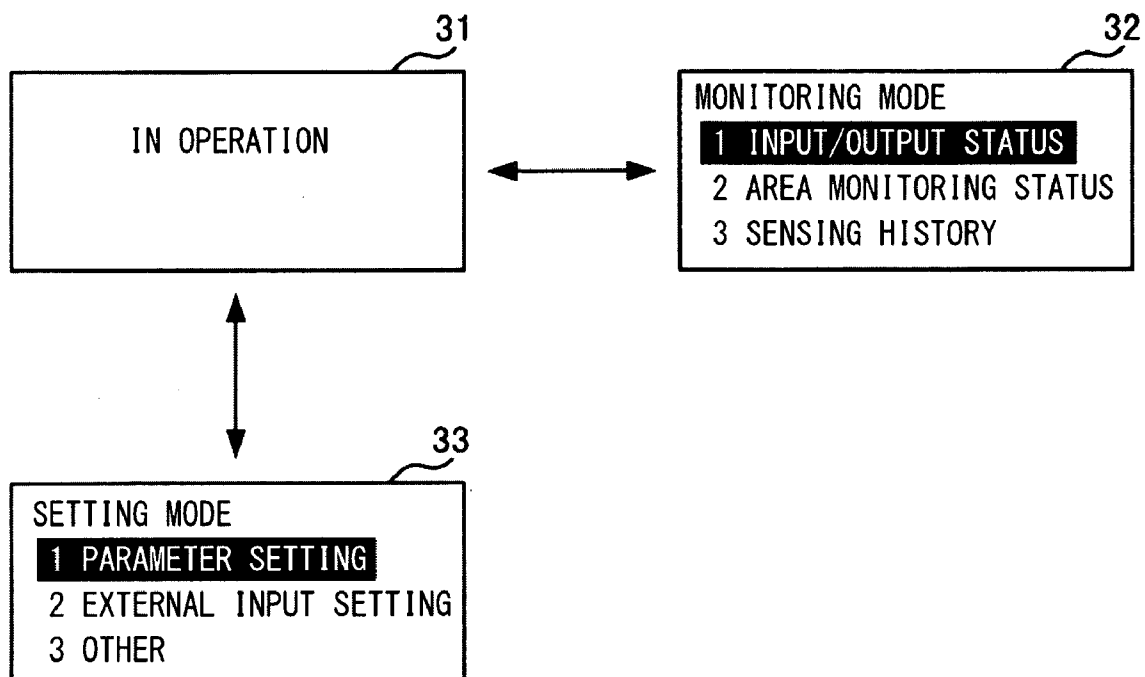 31
IN OPERATION
32
MONITORING MODE
1 INPUT/OUTPUT STATUS
2 AREA MONITORING STATUS
3 SENSING HISTORY
33
SETTING MODE
1 PARAMETER SETTING
2 EXTERNAL INPUT SETTING
3 OTHER